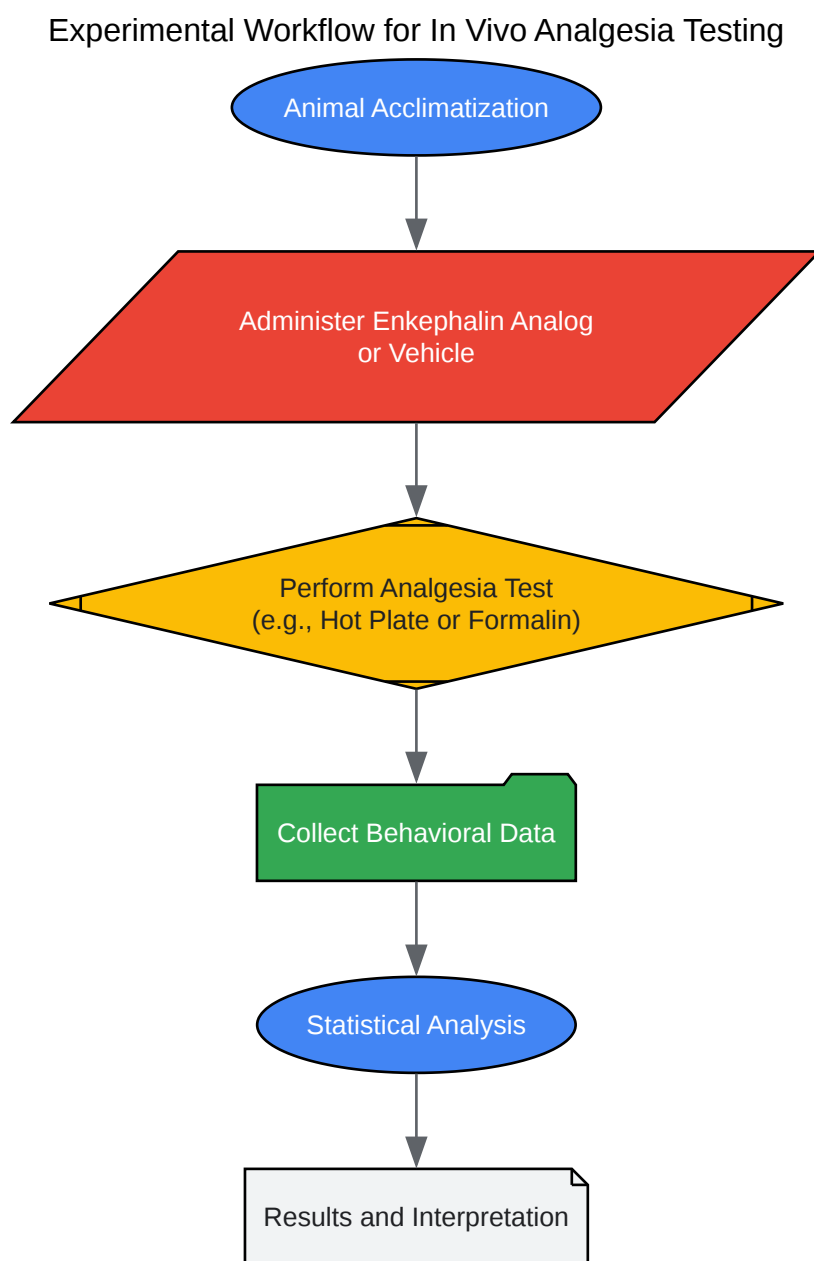 Experimental Workflow for In Vivo Analgesia Testing
Animal Acclimatization
Administer Enkephalin Analog
or Vehicle
Perform Analgesia Test
(e.g., Hot Plate or Formalin)
Collect Behavioral Data
Statistical Analysis
Results and Interpretation